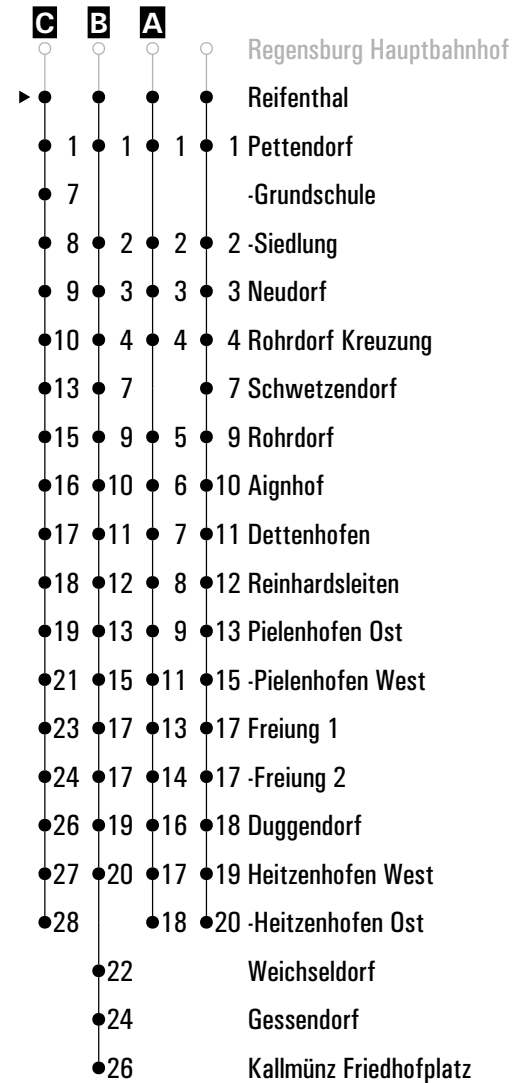 C B A
Regensburg Hauptbahnhof
Reifenthal
1 1 1 1 Pettendorf
7 -Grundschule
8 2 2 2 -Siedlung
9 3 3 3 Neudorf
10 4 4 4 Rohrdorf Kreuzung
13 7 7 Schwetzendorf
15 9 5 9 Rohrdorf
16 10 6 10 Aignhof
17 11 7 11 Dettenhofen
18 12 8 12 Reinhardsleiten
19 13 9 13 Pielenhofen Ost
21 15 11 15 -Pielenhofen West
23 17 13 17 Freiung 1
24 17 14 17 -Freiung 2
26 19 16 18 Duggendorf
27 20 17 19 Heitzenhofen West
28 18 20 -Heitzenhofen Ost
22 Weichseldorf
24 Gessendorf
26 Kallmünz Friedhofplatz